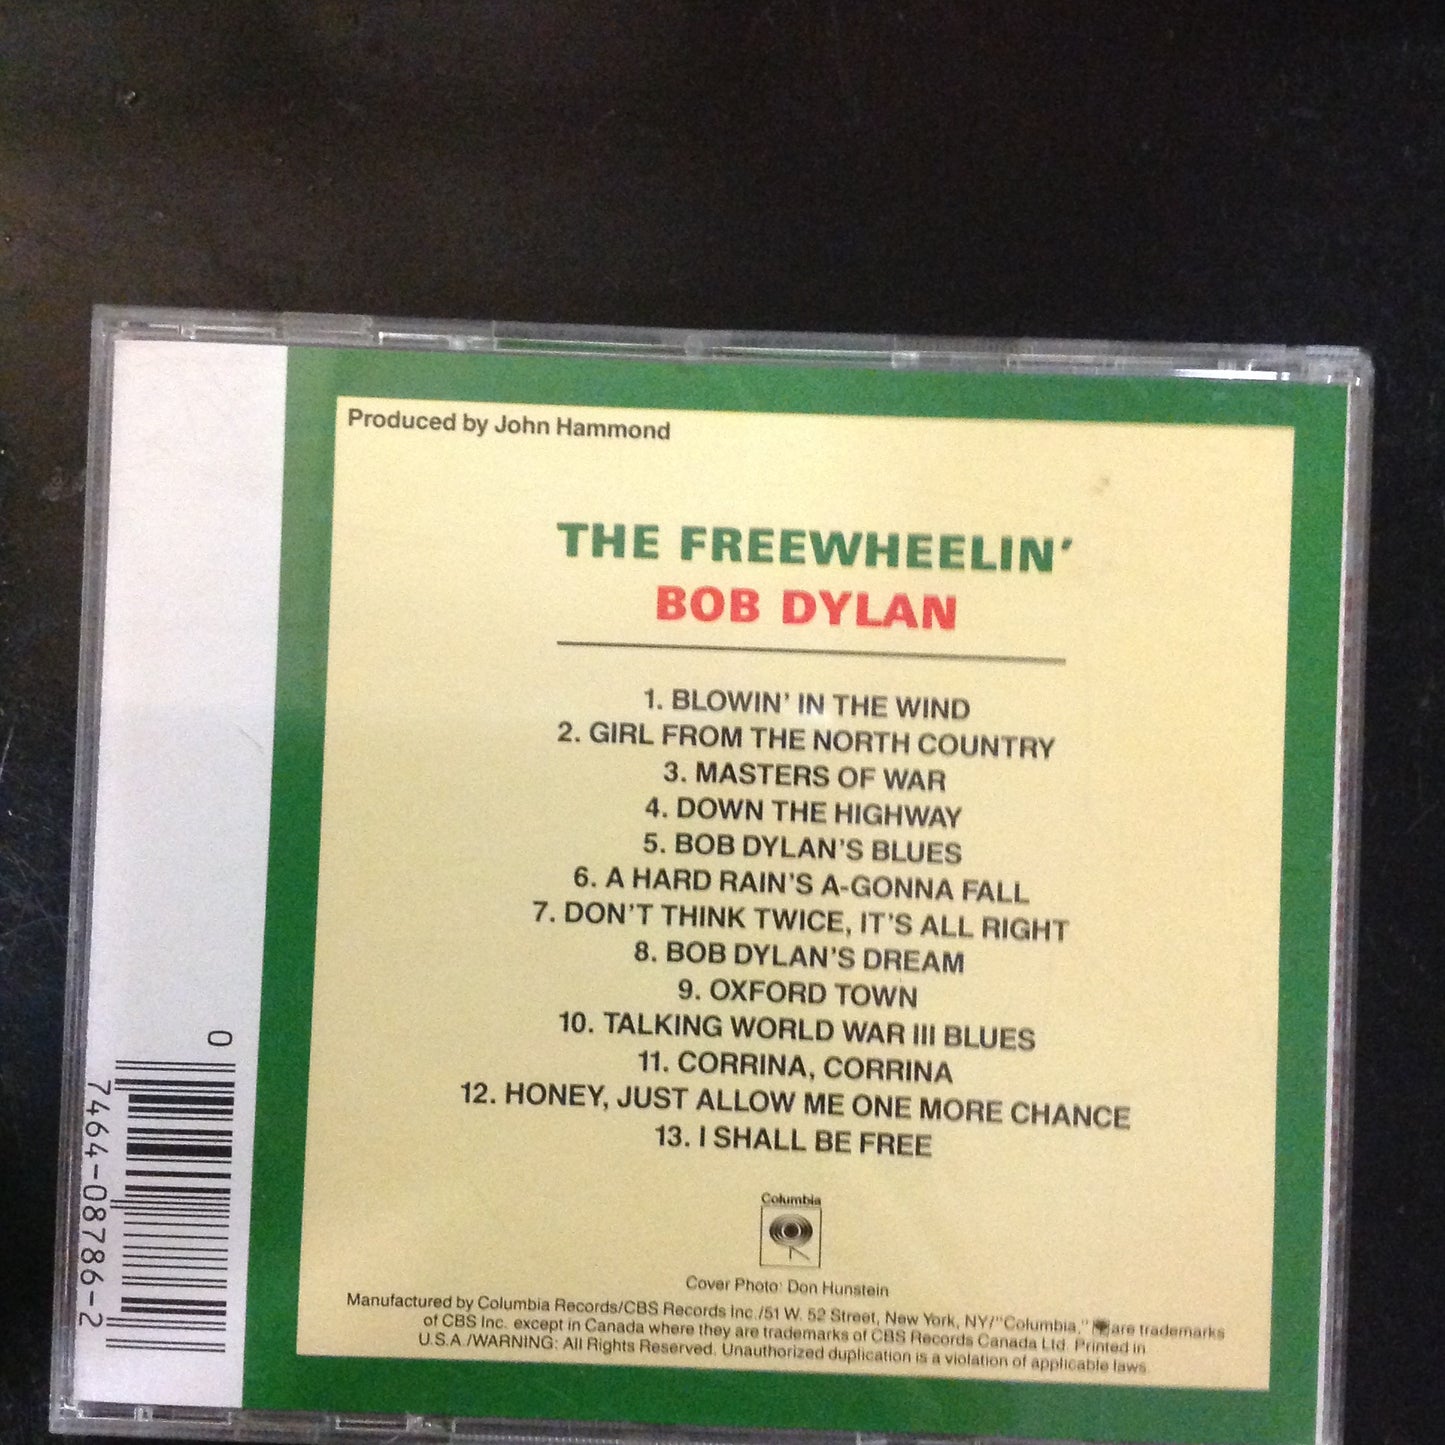 Produced by John Hammond
THE FREEWHEELIN'
BOB DYLAN
1. BLOWIN' IN THE WIND
2. GIRL FROM THE NORTH COUNTRY
3. MASTERS OF WAR
4. DOWN THE HIGHWAY
5. BOB DYLAN'S BLUES
6. A HARD RAIN'S A-GONNA FALL
7. DON'T THINK TWICE, IT'S ALL RIGHT
8. BOB DYLAN'S DREAM
9. OXFORD TOWN
10. TALKING WORLD WAR III BLUES
11. CORRINA, CORRINA
12. HONEY, JUST ALLOW ME ONE MORE CHANCE
13. I SHALL BE FREE
Columbia
Cover Photo: Don Hunstein
Manufactured by Columbia Records/CBS Records Inc./51 W. 52 Street, New York, NY/"Columbia," are trademarks
of CBS Inc. except in Canada where they are trademarks of CBS Records Canada Ltd. Printed in
U.S.A./WARNING: All Rights Reserved. Unauthorized duplication is a violation of applicable laws.
0
7464-08786-2